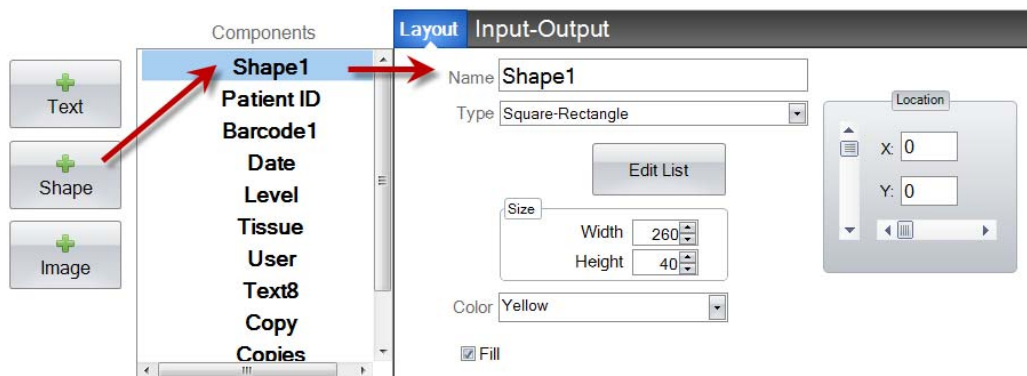 Components
Text
Shape
Image
Shape1
Patient ID
Barcode1
Date
Level
Tissue
User
Text8
Copy
Copies
Layout Input-Output
Name Shape1
Type Square-Rectangle
Edit List
Size
Width 260
Height 40
Color Yellow
Fill
Location
X: 0
Y: 0